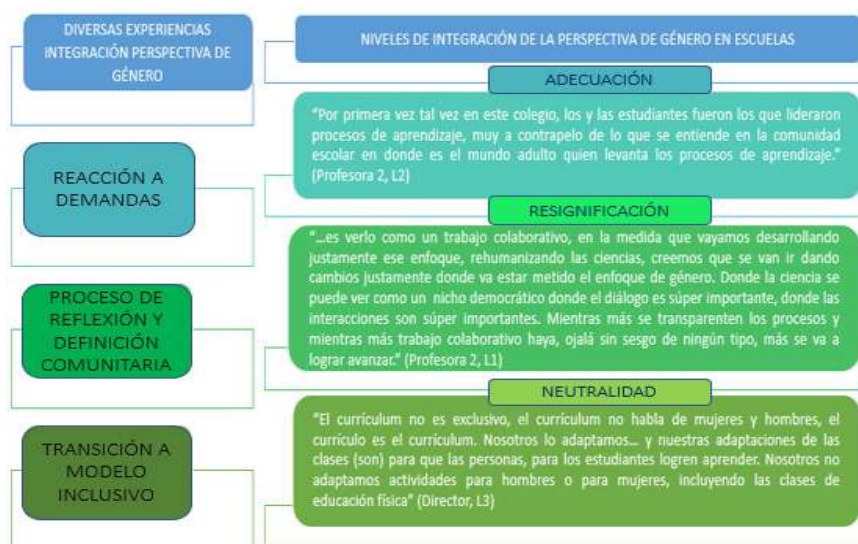 DIVERSAS EXPERIENCIAS
INTEGRACIÓN PERSPECTIVA DE
GÉNERO
NIVELES DE INTEGRACIÓN DE LA PERSPECTIVA DE GÉNERO EN ESCUELAS
REACCIÓN A
DEMANDAS
ADECUACIÓN
“Por primera vez tal vez en este colegio, los y las estudiantes fueron los que lideraron
procesos de aprendizaje, muy a contrapelo de lo que se entiende en la comunidad
escolar en donde es el mundo adulto quien levanta los procesos de aprendizaje.”
(Profesora 2, L2)
PROCESO DE
REFLEXIÓN Y
DEFINICIÓN
COMUNITARIA
RESIGNIFICACIÓN
“...es verlo como un trabajo colaborativo, en la medida que vayamos desarrollando
justamente ese enfoque, rehumanizando las ciencias, creemos que se van ir dando
cambios justamente donde va estar metido el enfoque de género. Donde la ciencia se
puede ver como un nicho democrático donde el diálogo es súper importante, donde las
interacciones son súper importantes. Mientras más se transparenten los procesos y
mientras más trabajo colaborativo haya, ojalá sin sesgo de ningún tipo, más se va a
lograr avanzar.” (Profesora 2, L1)
TRANSICIÓN A
MODELO
INCLUSIVO
NEUTRALIDAD
“El currículum no es exclusivo, el currículum no habla de mujeres y hombres, el
currículo es el currículum. Nosotros lo adaptamos... y nuestras adaptaciones de las
clases (son) para que las personas, para los estudiantes logren aprender. Nosotros no
adaptamos actividades para hombres o para mujeres, incluyendo las clases de
educación física” (Director, L3)